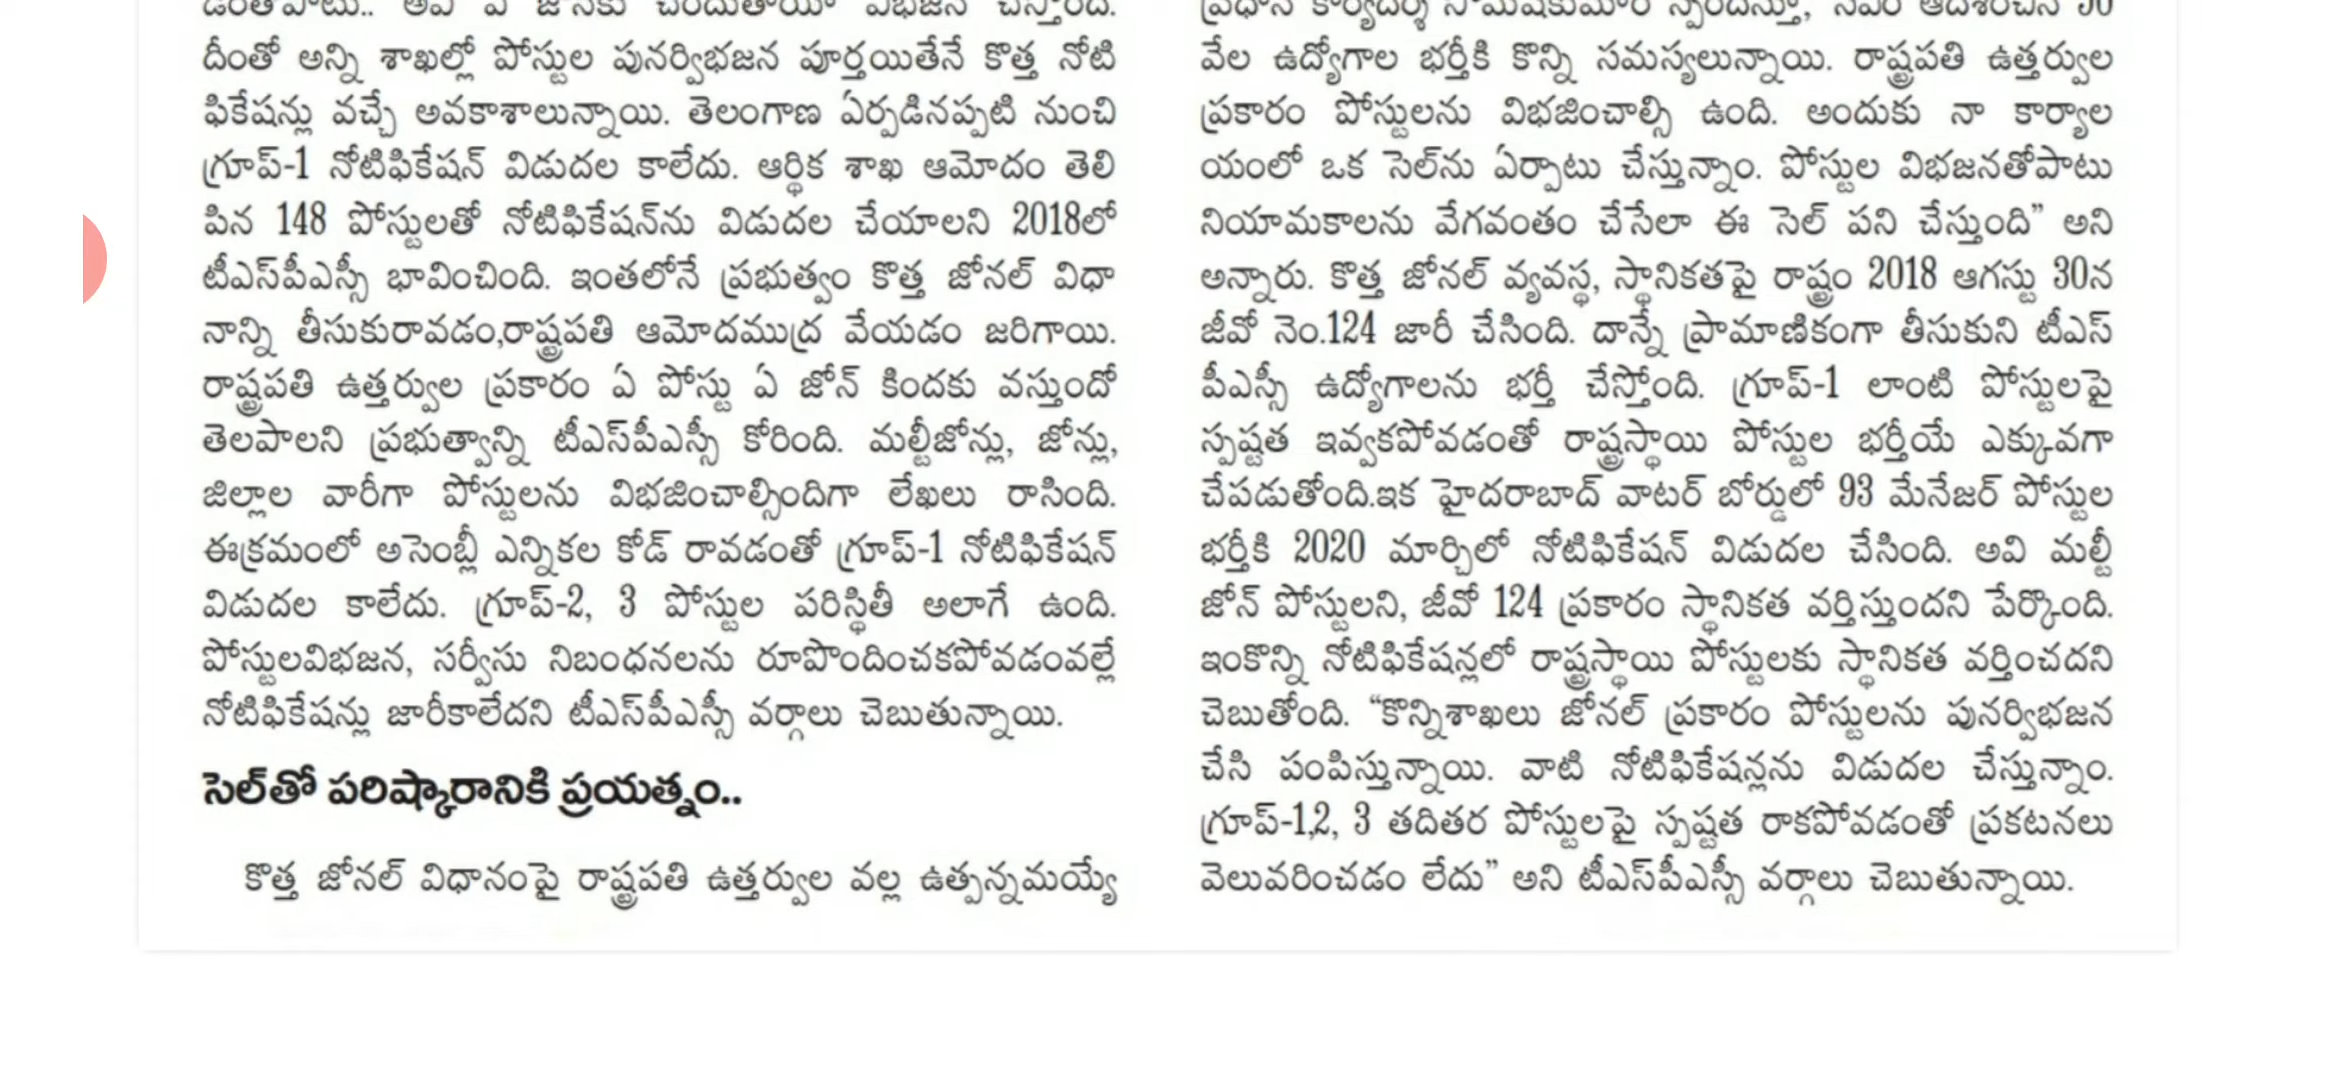 దీంతో అన్ని శాఖల్లో పోస్టుల పునర్విభజన పూర్తయితేనే కొత్త నోటి
ఫికేషన్లు వచ్చే అవకాశాలున్నాయి. తెలంగాణ ఏర్పడినప్పటి నుంచి
గ్రూప్-1 నోటిఫికేషన్ విడుదల కాలేదు. ఆర్థిక శాఖ ఆమోదం తెలి
పిన 148 పోస్టులతో నోటిఫికేషన్‌ను విడుదల చేయాలని 2018లో
టీఎస్‌పీఎస్సీ భావించింది. ఇంతలోనే ప్రభుత్వం కొత్త జోనల్ విధా
నాన్ని తీసుకురావడం,రాష్ట్రపతి ఆమోదముద్ర వేయడం జరిగాయి.
రాష్ట్రపతి ఉత్తర్వుల ప్రకారం ఏ పోస్టు ఏ జోన్ కిందకు వస్తుందో
తెలపాలని ప్రభుత్వాన్ని టీఎస్‌పీఎస్సీ కోరింది. మల్టీజోన్లు, జోన్లు,
జిల్లాల వారీగా పోస్టులను విభజించాల్సిందిగా లేఖలు రాసింది.
ఈక్రమంలో అసెంబ్లీ ఎన్నికల కోడ్ రావడంతో గ్రూప్-1 నోటిఫికేషన్
విడుదల కాలేదు. గ్రూప్-2, 3 పోస్టుల పరిస్థితీ అలాగే ఉంది.
పోస్టులవిభజన, సర్వీసు నిబంధనలను రూపొందించకపోవడంవల్లే
నోటిఫికేషన్లు జారీకాలేదని టీఎస్‌పీఎస్సీ వర్గాలు చెబుతున్నాయి.
సెల్‌తో పరిష్కారానికి ప్రయత్నం..
కొత్త జోనల్ విధానంపై రాష్ట్రపతి ఉత్తర్వుల వల్ల ఉత్పన్నమయ్యే
వేల ఉద్యోగాల భర్తీకి కొన్ని సమస్యలున్నాయి. రాష్ట్రపతి ఉత్తర్వుల
ప్రకారం పోస్టులను విభజించాల్సి ఉంది. అందుకు నా కార్యాల
యంలో ఒక సెల్‌ను ఏర్పాటు చేస్తున్నాం. పోస్టుల విభజనతోపాటు
నియామకాలను వేగవంతం చేసేలా ఈ సెల్ పని చేస్తుంది” అని
అన్నారు. కొత్త జోనల్ వ్యవస్థ, స్థానికతపై రాష్ట్రం 2018 ఆగస్టు 30న
జీవో నెం.124 జారీ చేసింది. దాన్నే ప్రామాణికంగా తీసుకుని టీఎస్
పీఎస్సీ ఉద్యోగాలను భర్తీ చేస్తోంది. గ్రూప్-1 లాంటి పోస్టులపై
స్పష్టత ఇవ్వకపోవడంతో రాష్ట్రస్థాయి పోస్టుల భర్తీయే ఎక్కువగా
చేపడుతోంది.ఇక హైదరాబాద్ వాటర్ బోర్డులో 93 మేనేజర్ పోస్టుల
భర్తీకి 2020 మార్చిలో నోటిఫికేషన్ విడుదల చేసింది. అవి మల్టీ
జోన్ పోస్టులని, జీవో 124 ప్రకారం స్థానికత వర్తిస్తుందని పేర్కొంది.
ఇంకొన్ని నోటిఫికేషన్లలో రాష్ట్రస్థాయి పోస్టులకు స్థానికత వర్తించదని
చెబుతోంది. “కొన్నిశాఖలు జోనల్ ప్రకారం పోస్టులను పునర్విభజన
చేసి పంపిస్తున్నాయి. వాటి నోటిఫికేషన్లను విడుదల చేస్తున్నాం.
గ్రూప్-1,2, 3 తదితర పోస్టులపై స్పష్టత రాకపోవడంతో ప్రకటనలు
వెలువరించడం లేదు” అని టీఎస్‌పీఎస్సీ వర్గాలు చెబుతున్నాయి.